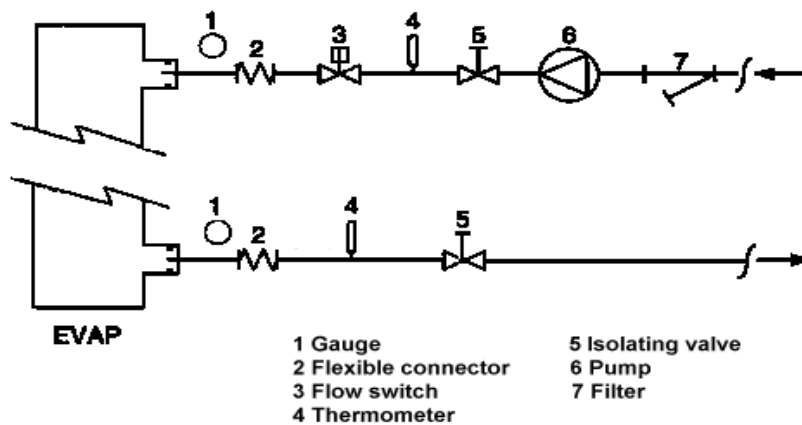 1
2
3
4
5
6
7
1
2
4
5
EVAP
1 Gauge
2 Flexible connector
3 Flow switch
4 Thermometer
5 Isolating valve
6 Pump
7 Filter